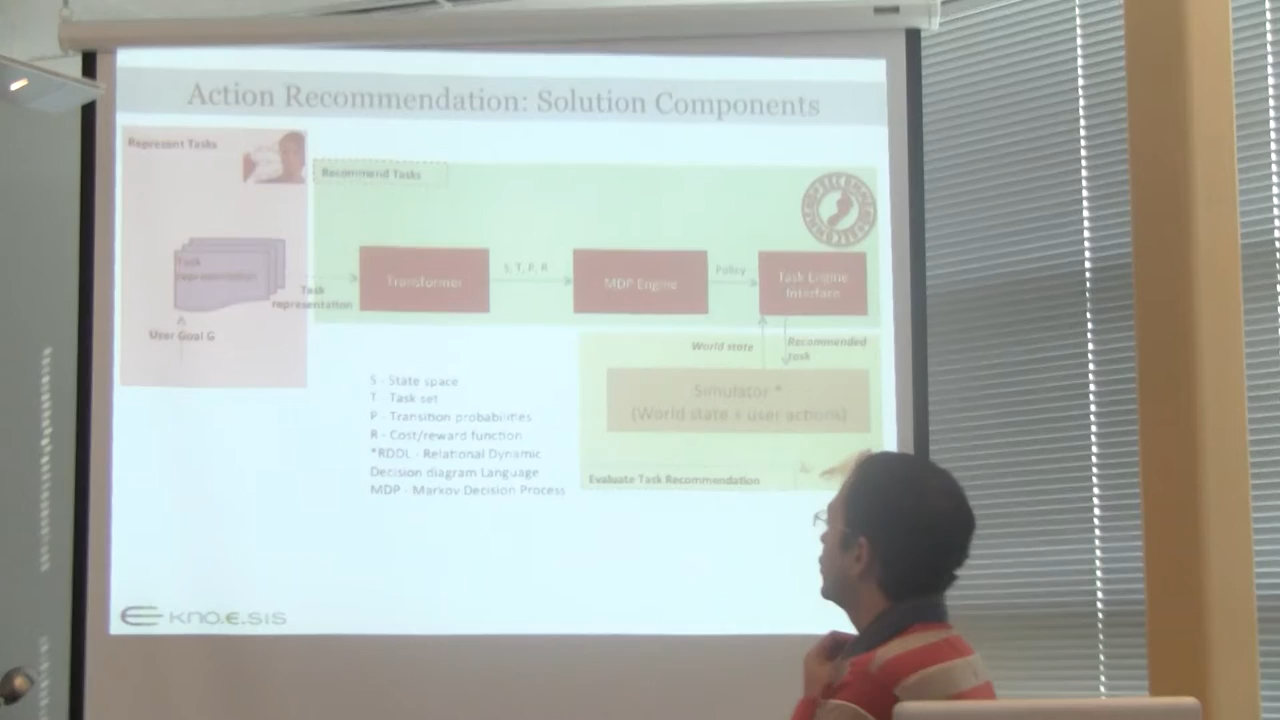 Action Recommendation: Solution Components
Represent Tasks
Recommend Tasks
Task
representation
Task
representation
User Goal G
Transformer
S, T, P, R
MDP Engine
Policy
Task Engine
Interface
World state
Recommended
task
Simulator *
(World state + user actions)
Evaluate Task Recommendation
S - State space
T - Task set
P - Transition probabilities
R - Cost/reward function
*RDDL - Relational Dynamic
Decision diagram Language
MDP - Markov Decision Process
KNO.E.SIS